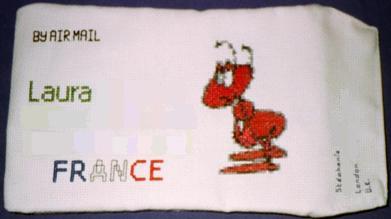 BY AIR MAIL
Laura
FRANCE
Stephanie
London
U.K.